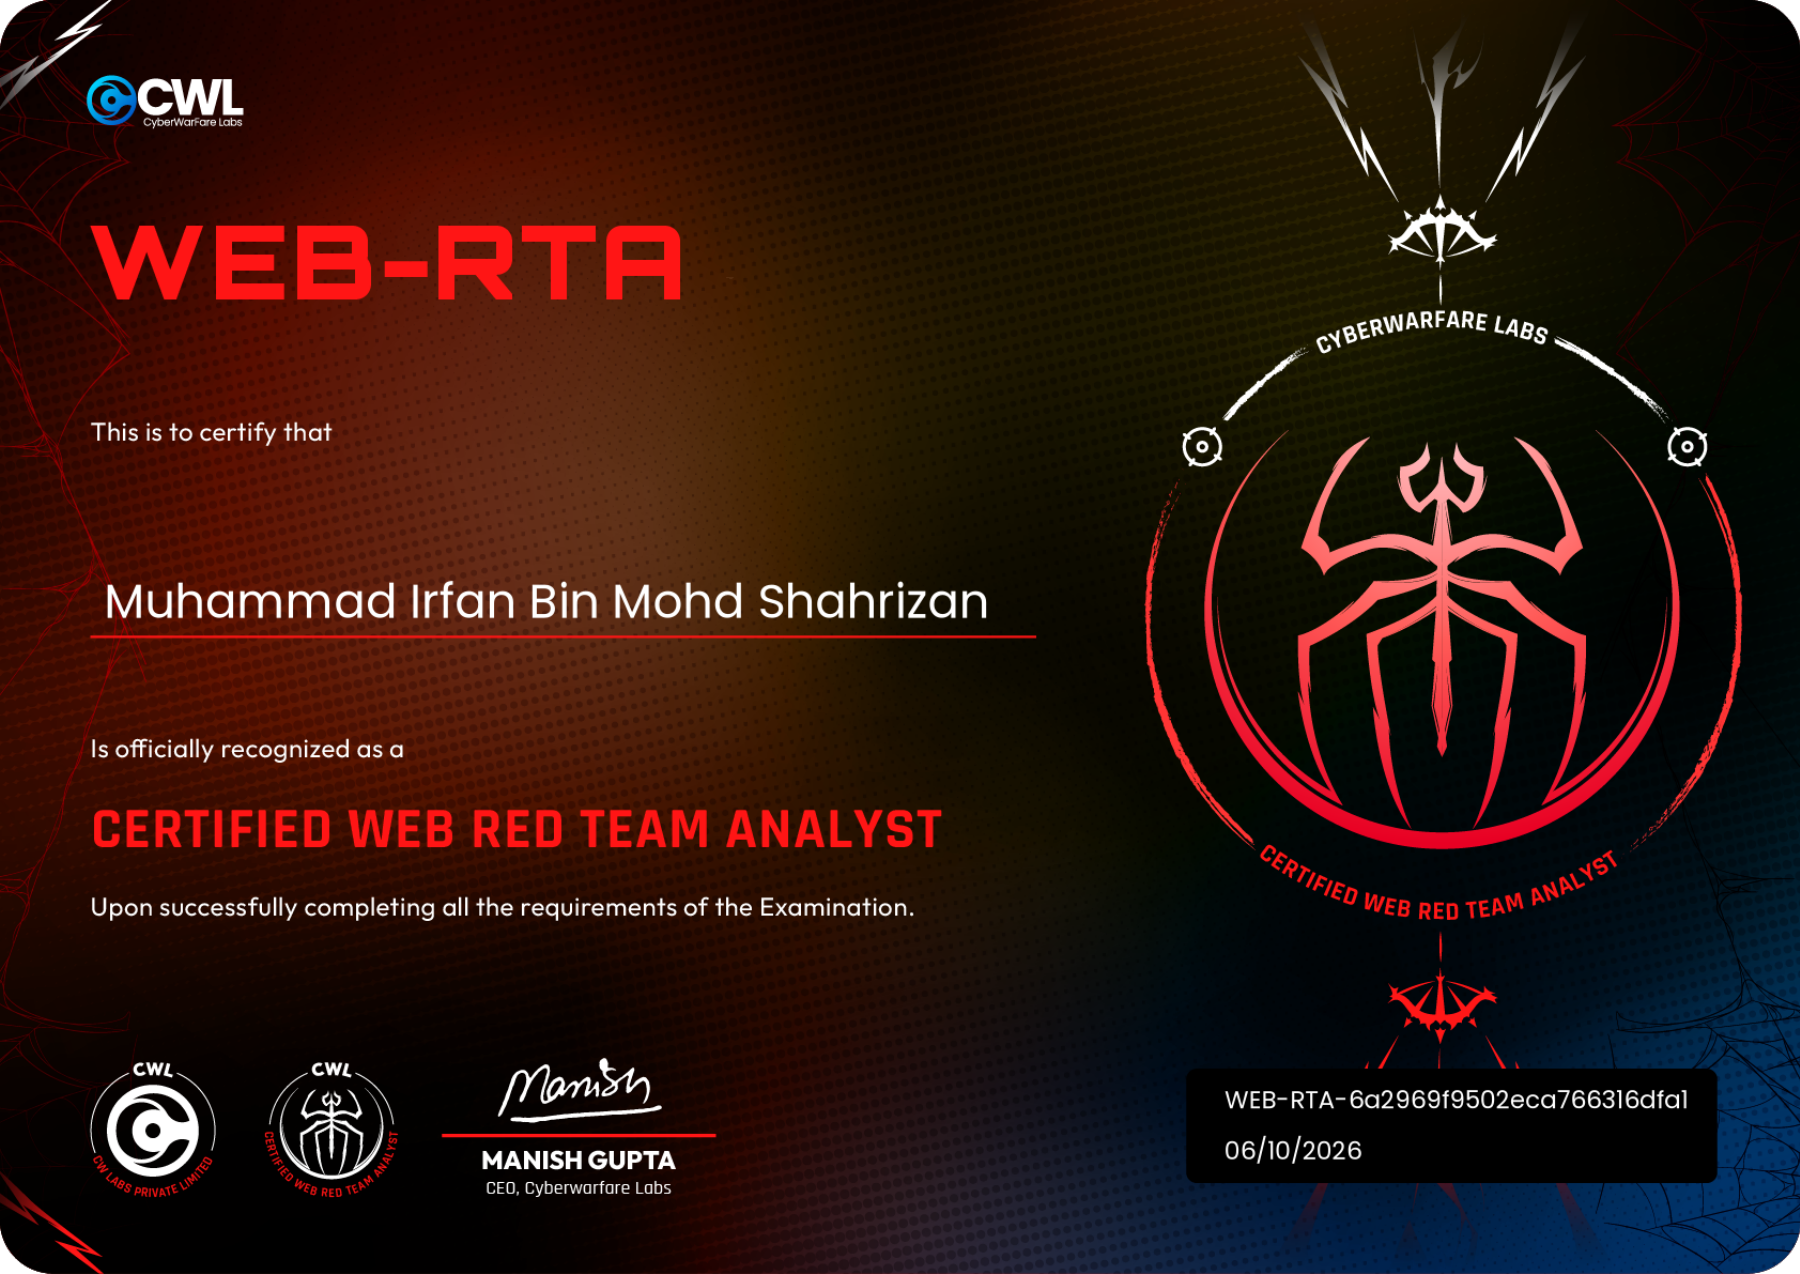 CWL
CyberWarFare Labs
WEB-RTA
This is to certify that
Muhammad Irfan Bin Mohd Shahrizan
Is officially recognized as a
CERTIFIED WEB RED TEAM ANALYST
Upon successfully completing all the requirements of the Examination.
CYBERWARFARE LABS
CERTIFIED WEB RED TEAM ANALYST
CWL
CW LABS PRIVATE LIMITED
CWL
CERTIFIED WEB RED TEAM ANALYST
Manish
MANISH GUPTA
CEO, Cyberwarfare Labs
WEB-RTA-6a2969f9502eca766316dfa1
06/10/2026